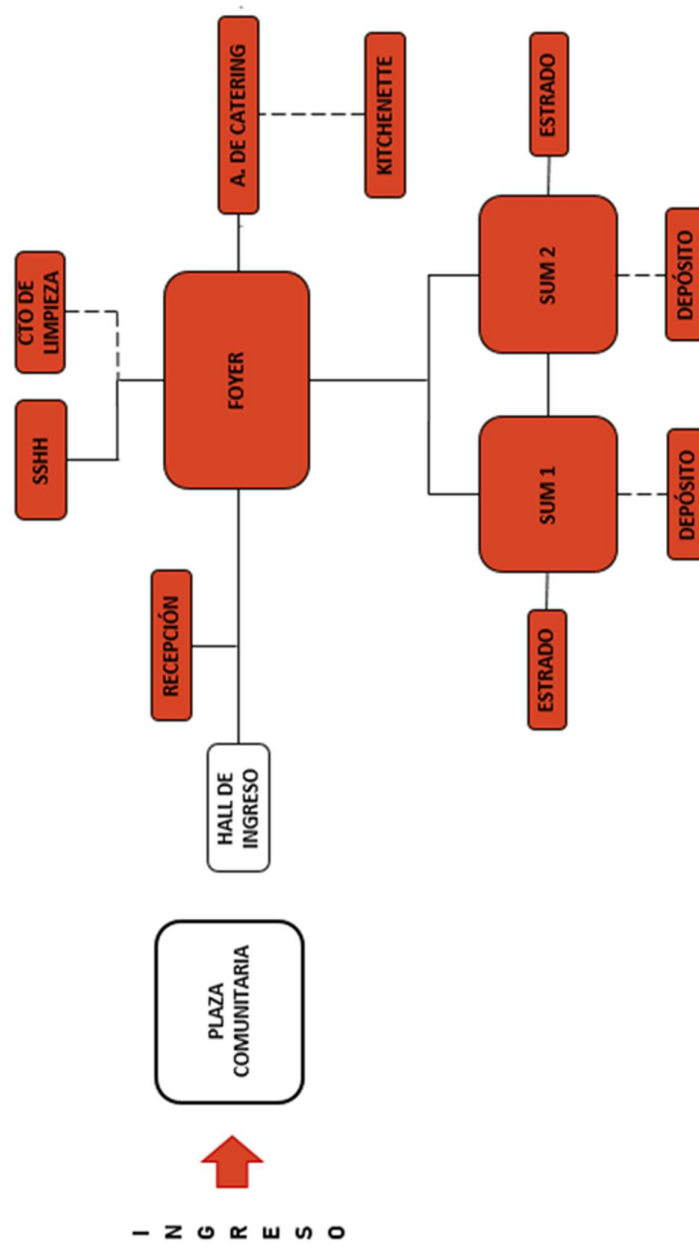 INGRESO
PLAZA
COMUNITARIA
HALL DE
INGRESO
RECEPCIÓN
SSHH
CTO DE
LIMPIEZA
FOYER
A. DE CATERING
KITCHENETTE
ESTRADO
SUM 1
SUM 2
ESTRADO
DEPÓSITO
DEPÓSITO